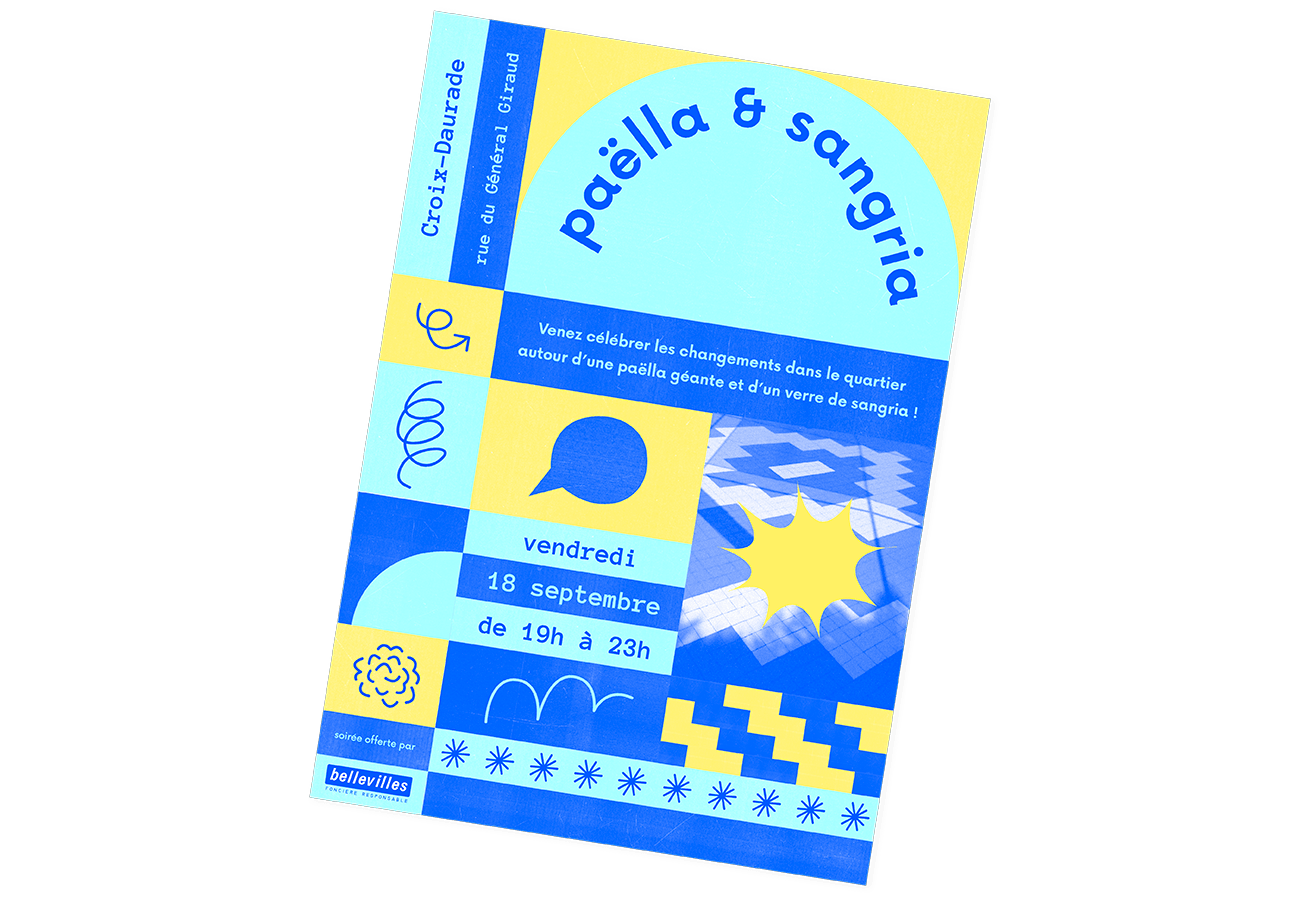 Croix-Daurade
rue du Général Giraud
paëlla & sangria
Venez célébrer les changements dans le quartier
autour d'une paëlla géante et d'un verre de sangria !
vendredi
18 septembre
de 19h à 23h
soirée offerte par
bellevilles
FONCIÈRE RESPONSABLE